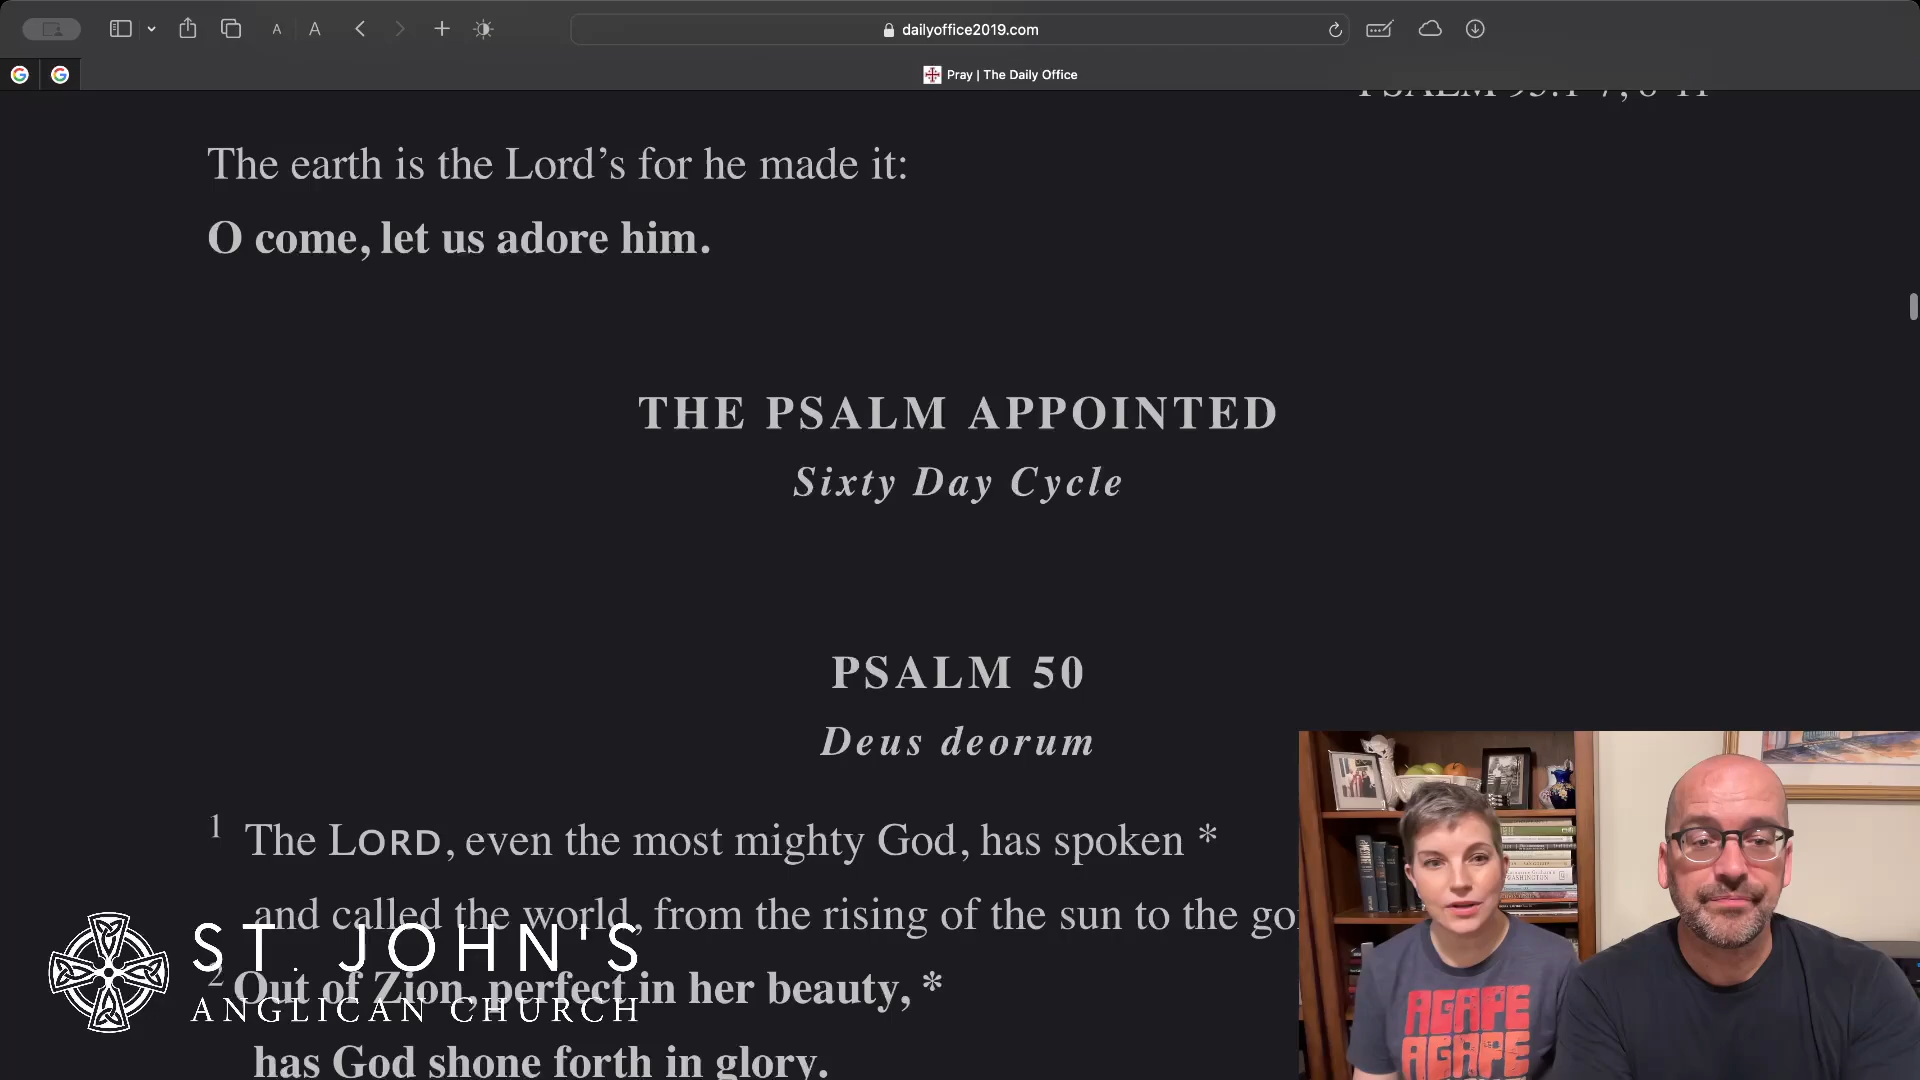 dailyoffice2019.com
Pray | The Daily Office
The earth is the Lord’s for he made it:
O come, let us adore him.
THE PSALM APPOINTED
Sixty Day Cycle
PSALM 50
Deus deorum
1 The LORD, even the most mighty God, has spoken *
and called the world, from the rising of the sun to the
2 Out of Zion, perfect in her beauty, *
has God shone forth in glory.
ST. JOHN'S
ANGLICAN CHURCH
AGAPE
AGAPE